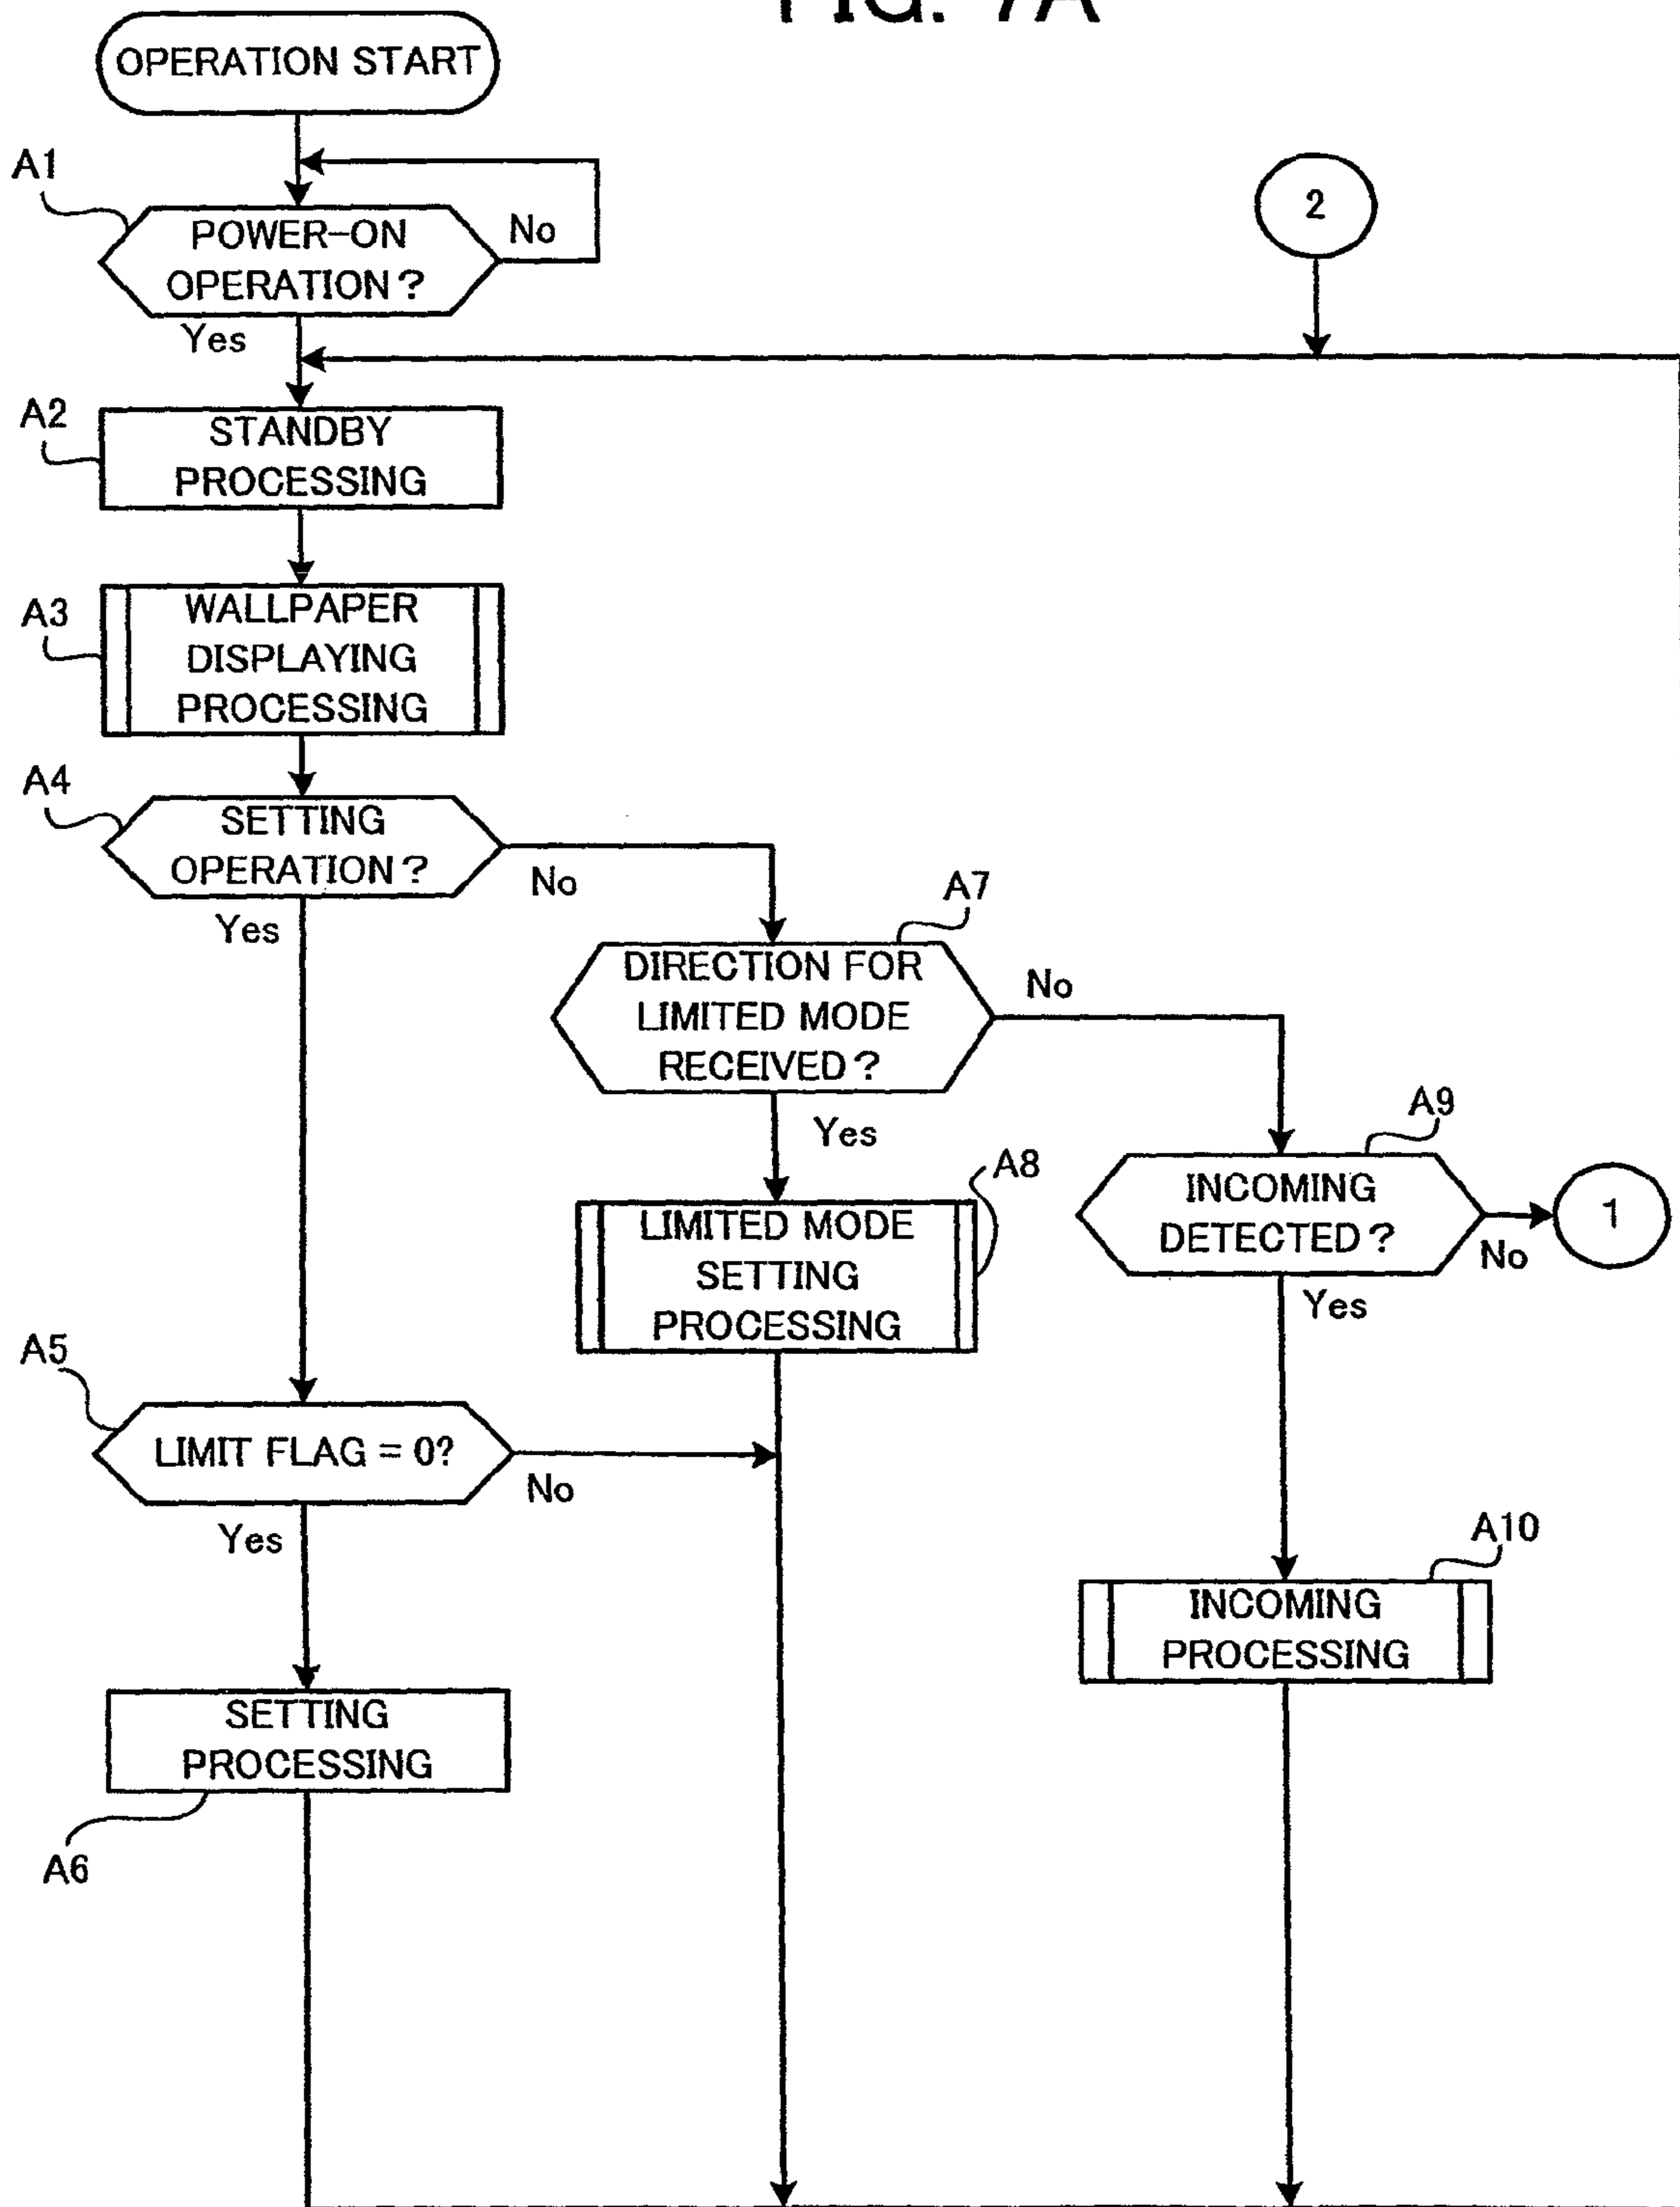 FIG. 7A
OPERATION START
A1
POWER-ON
OPERATION?
No
Yes
2
A2
STANDBY
PROCESSING
A3
WALLPAPER
DISPLAYING
PROCESSING
A4
SETTING
OPERATION?
No
Yes
A7
DIRECTION FOR
LIMITED MODE
RECEIVED?
No
Yes
A8
LIMITED MODE
SETTING
PROCESSING
A9
INCOMING
DETECTED?
No
1
Yes
A5
LIMIT FLAG = 0?
No
Yes
A10
INCOMING
PROCESSING
SETTING
PROCESSING
A6